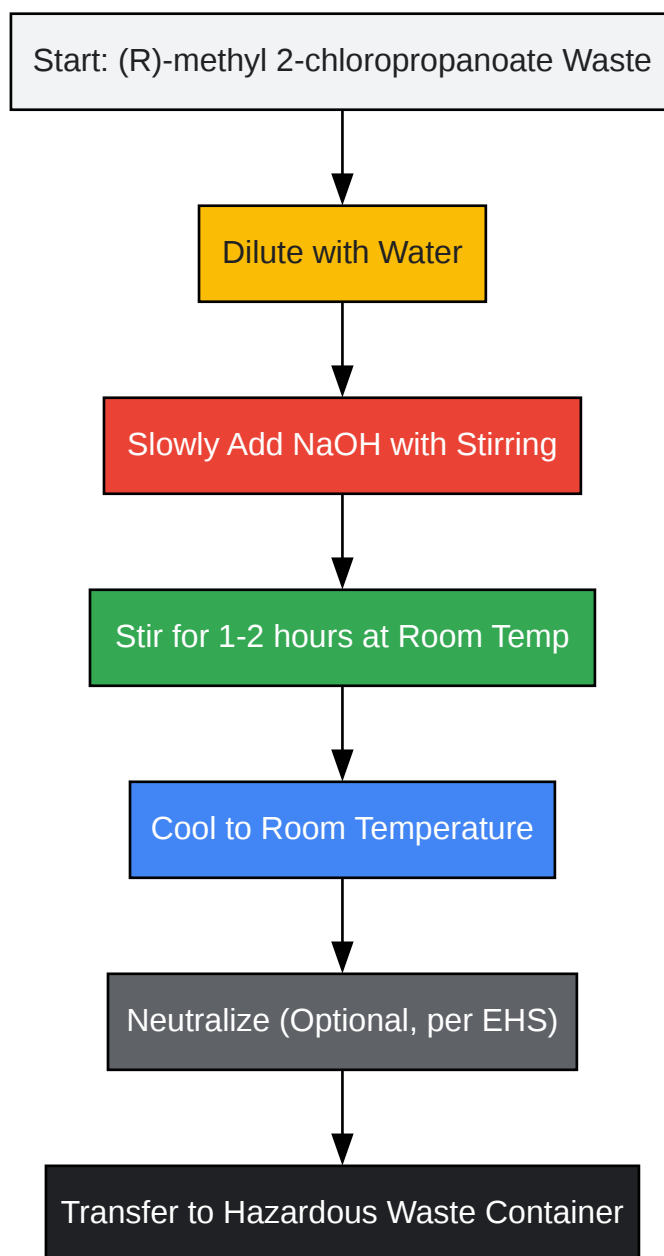 Start: (R)-methyl 2-chloropropanoate Waste
Dilute with Water
Slowly Add NaOH with Stirring
Stir for 1-2 hours at Room Temp
Cool to Room Temperature
Neutralize (Optional, per EHS)
Transfer to Hazardous Waste Container